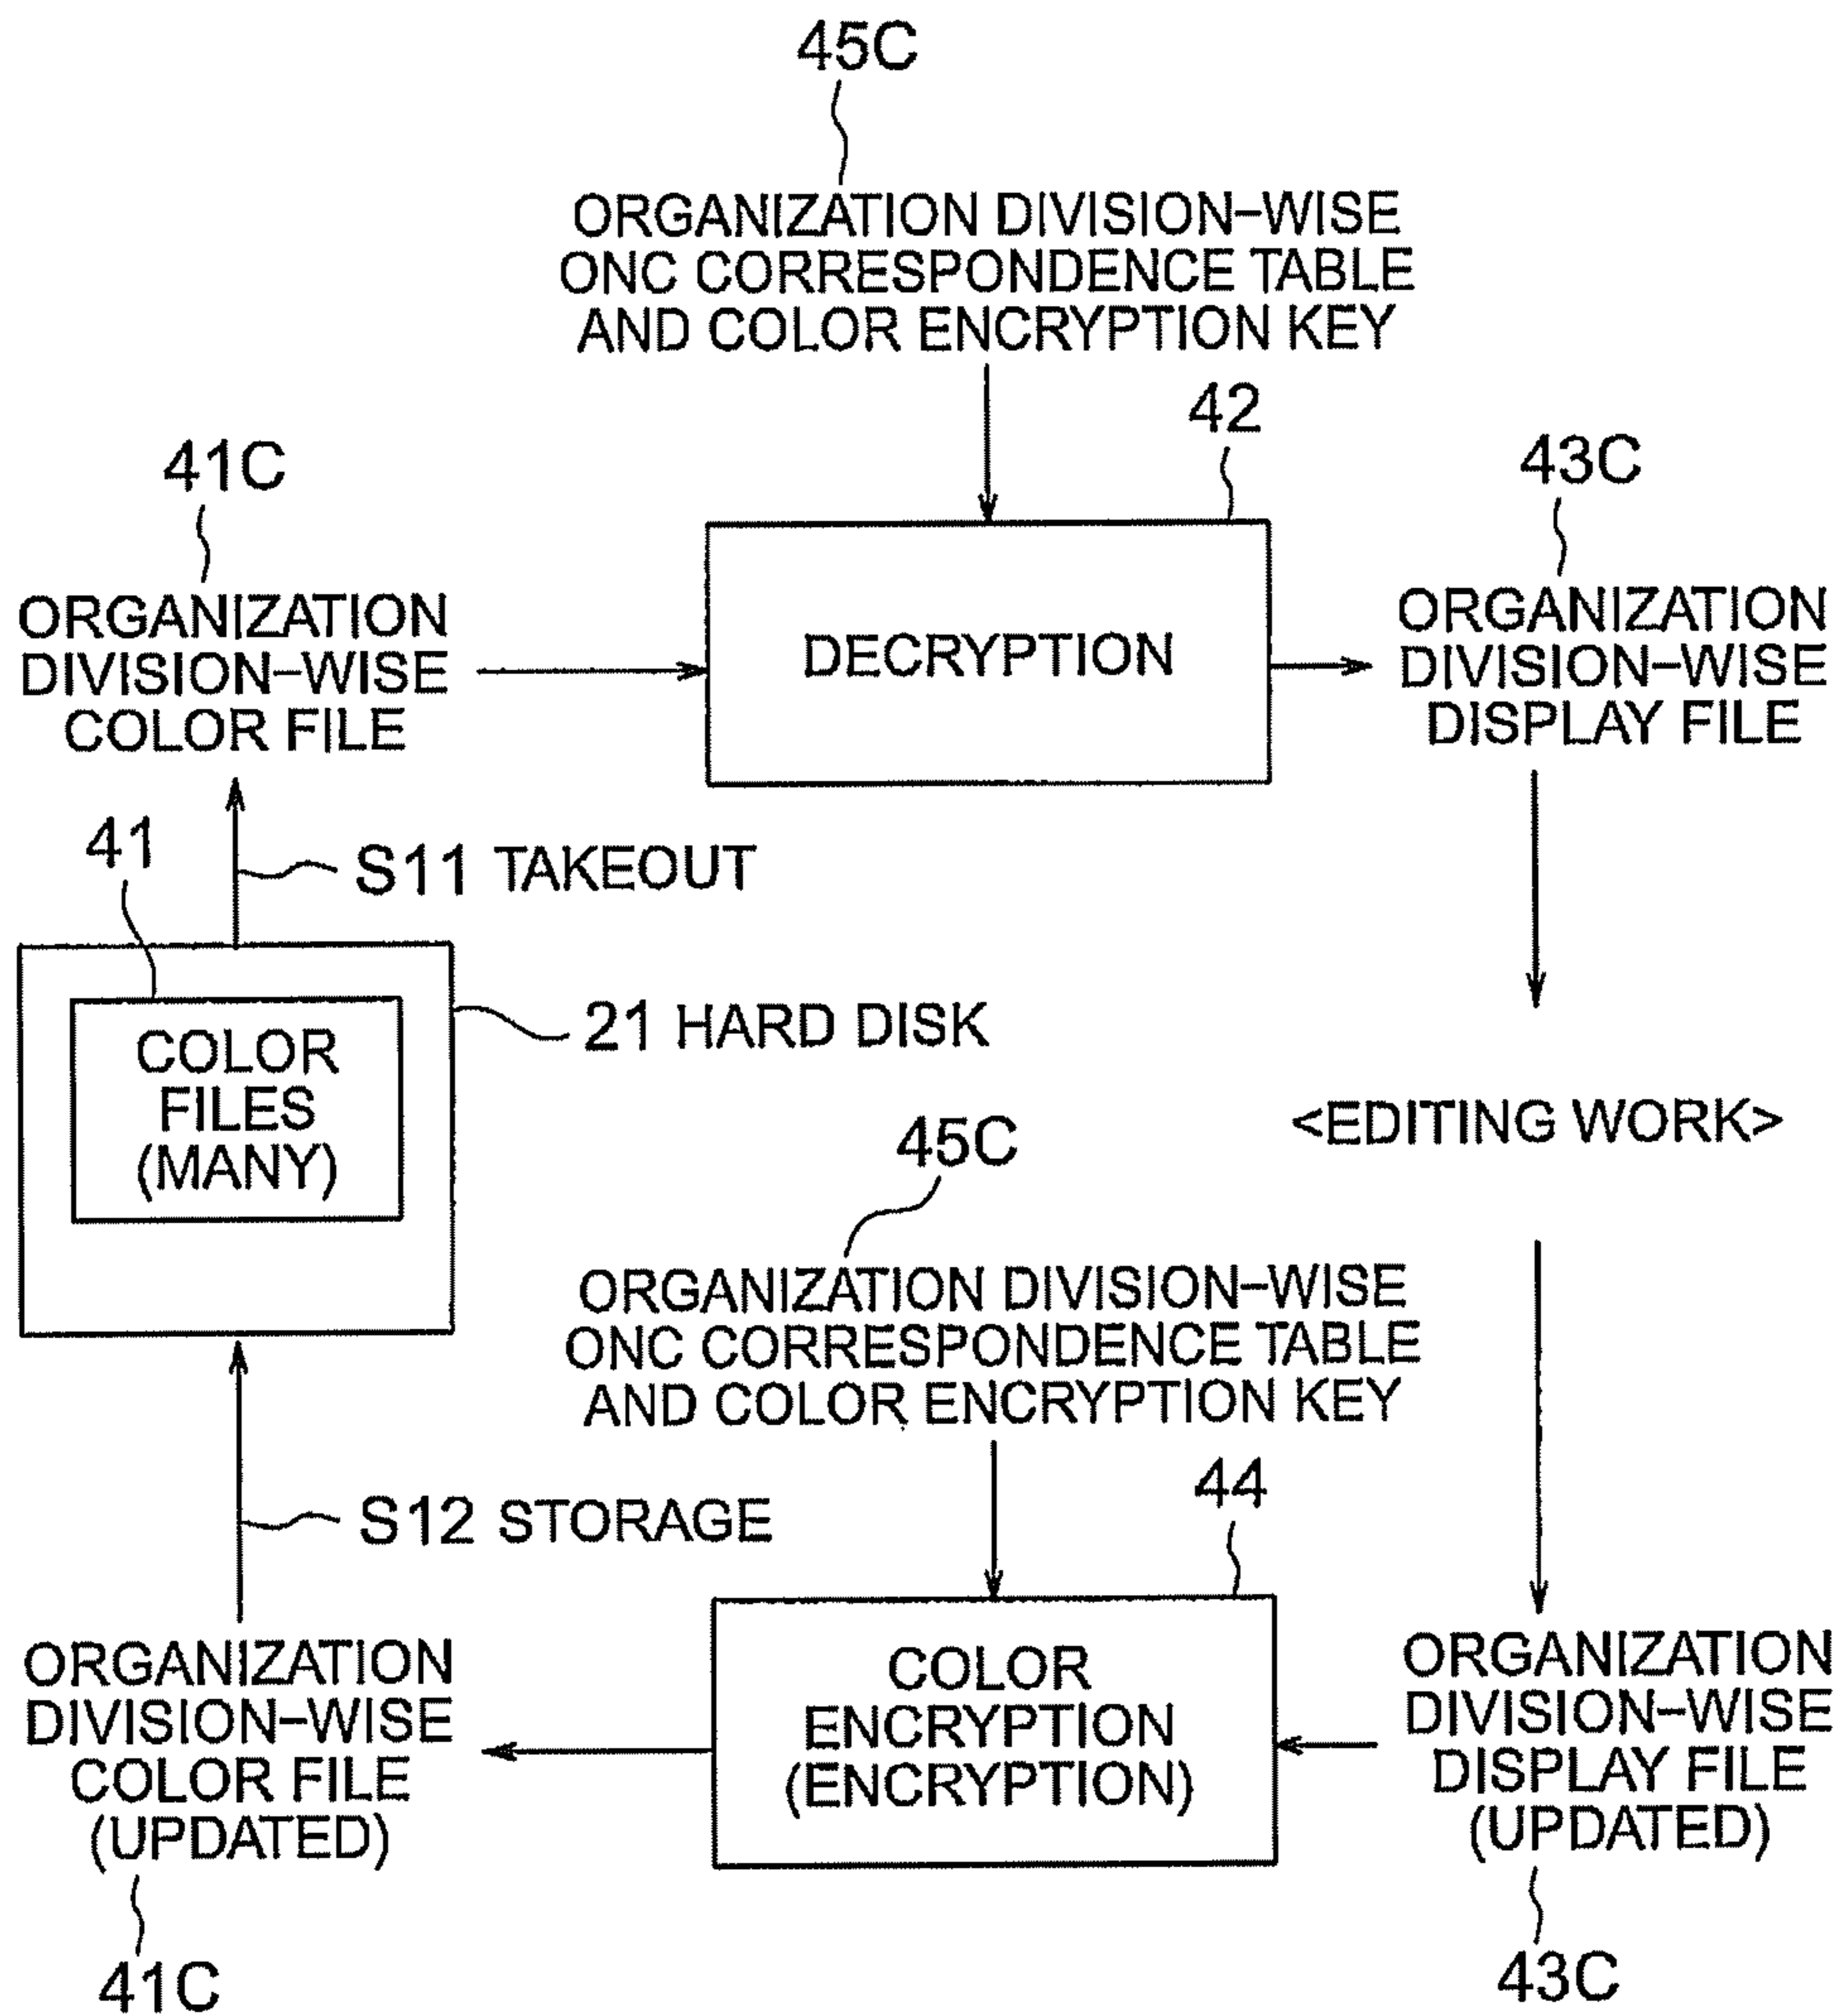 45C
ORGANIZATION DIVISION–WISE
ONC CORRESPONDENCE TABLE
AND COLOR ENCRYPTION KEY
42
41C
43C
ORGANIZATION
DIVISION–WISE
COLOR FILE
DECRYPTION
ORGANIZATION
DIVISION–WISE
DISPLAY FILE
41
S11 TAKEOUT
21 HARD DISK
COLOR
FILES
(MANY)
<EDITING WORK>
45C
ORGANIZATION DIVISION–WISE
ONC CORRESPONDENCE TABLE
AND COLOR ENCRYPTION KEY
44
S12 STORAGE
ORGANIZATION
DIVISION–WISE
COLOR FILE
(UPDATED)
COLOR
ENCRYPTION
(ENCRYPTION)
ORGANIZATION
DIVISION–WISE
DISPLAY FILE
(UPDATED)
41C
43C